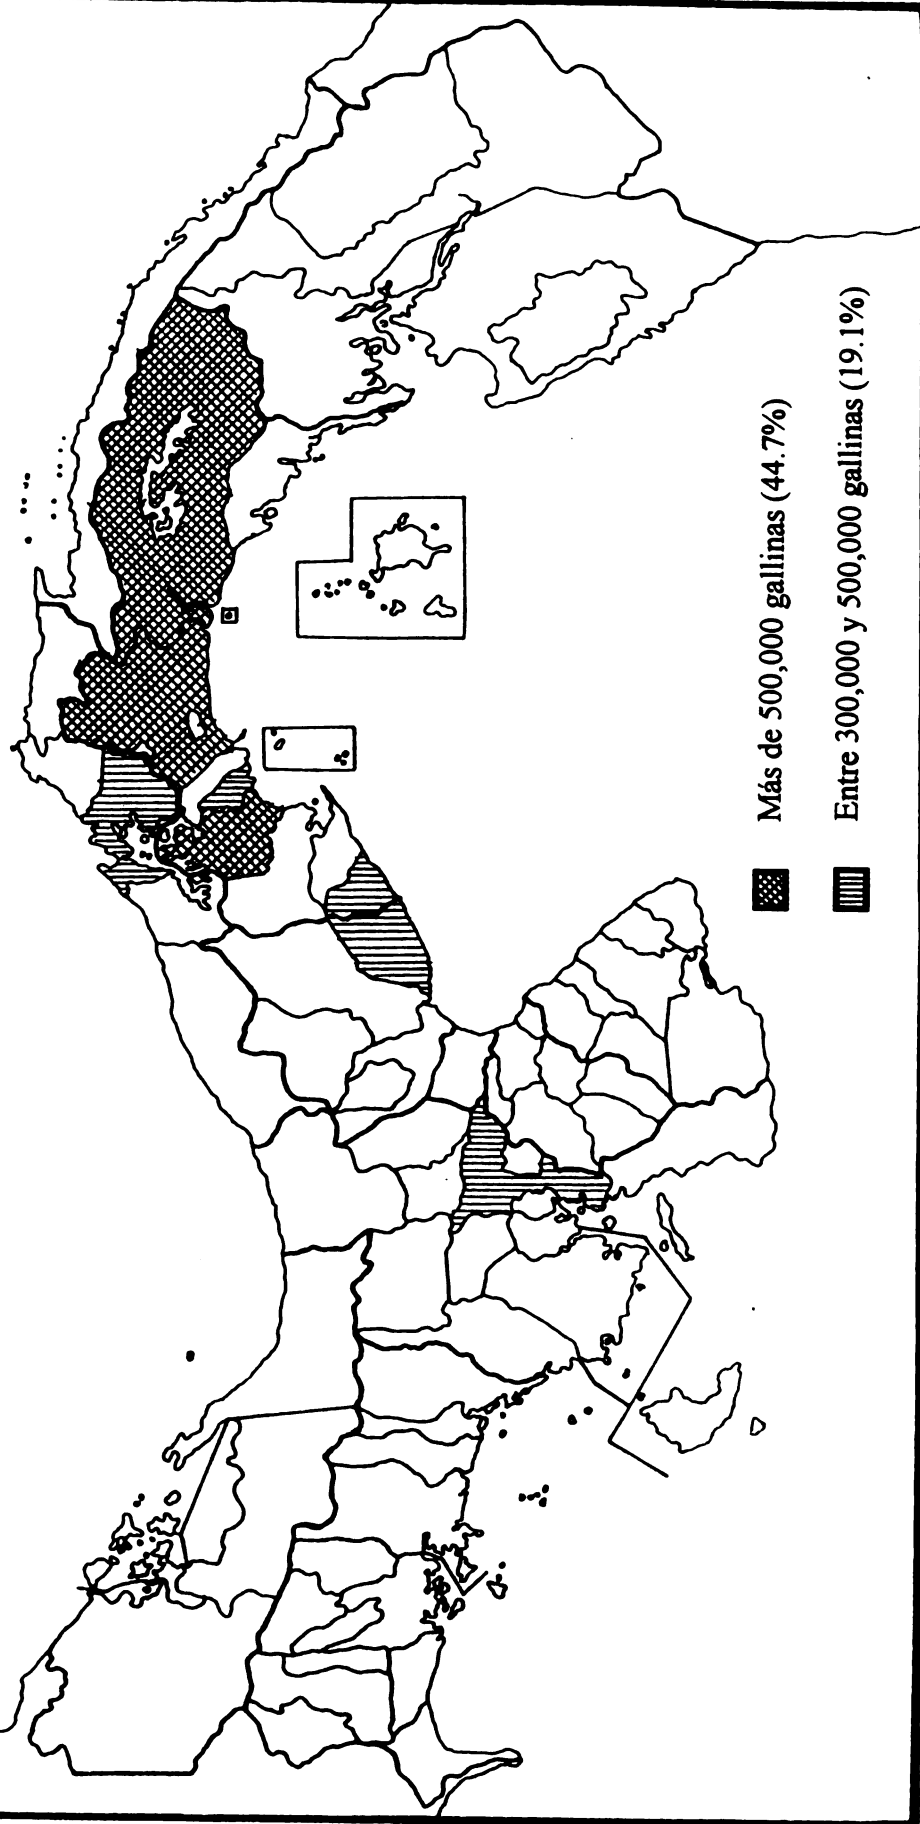 Más de 500,000 gallinas (44.7%)
Entre 300,000 y 500,000 gallinas (19.1%)